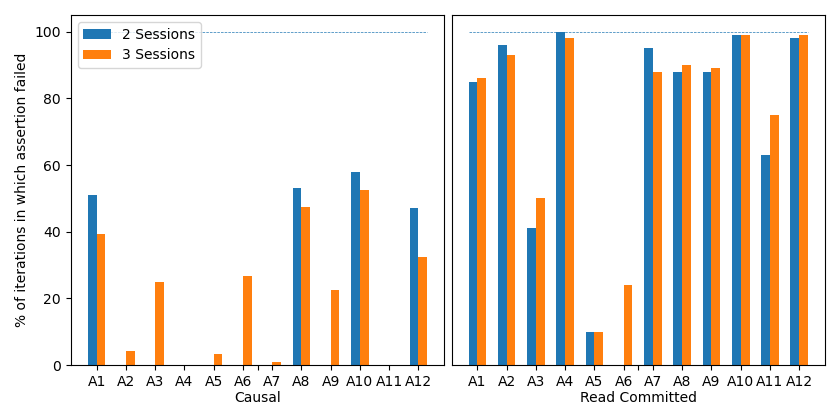 % of iterations in which assertion failed
100
80
60
40
20
0
2 Sessions
3 Sessions
A1 A2 A3 A4 A5 A6 A7 A8 A9 A10 A11 A12
Causal
A1 A2 A3 A4 A5 A6 A7 A8 A9 A10 A11 A12
Read Committed